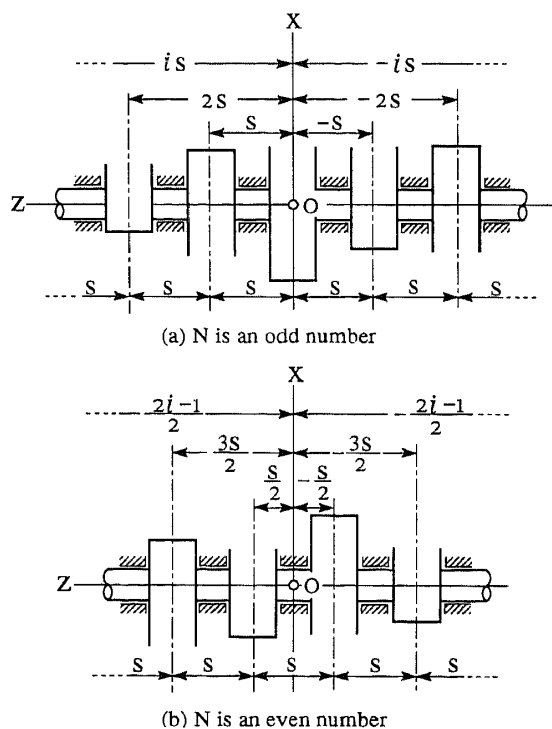 X
is -is
2S -2S
S -S
Z O
S S S S S S
(a) N is an odd number
X
2i-1/2 -2i-1/2
3S/2 3S/2
S/2 -S/2
Z O
S S S S S
(b) N is an even number